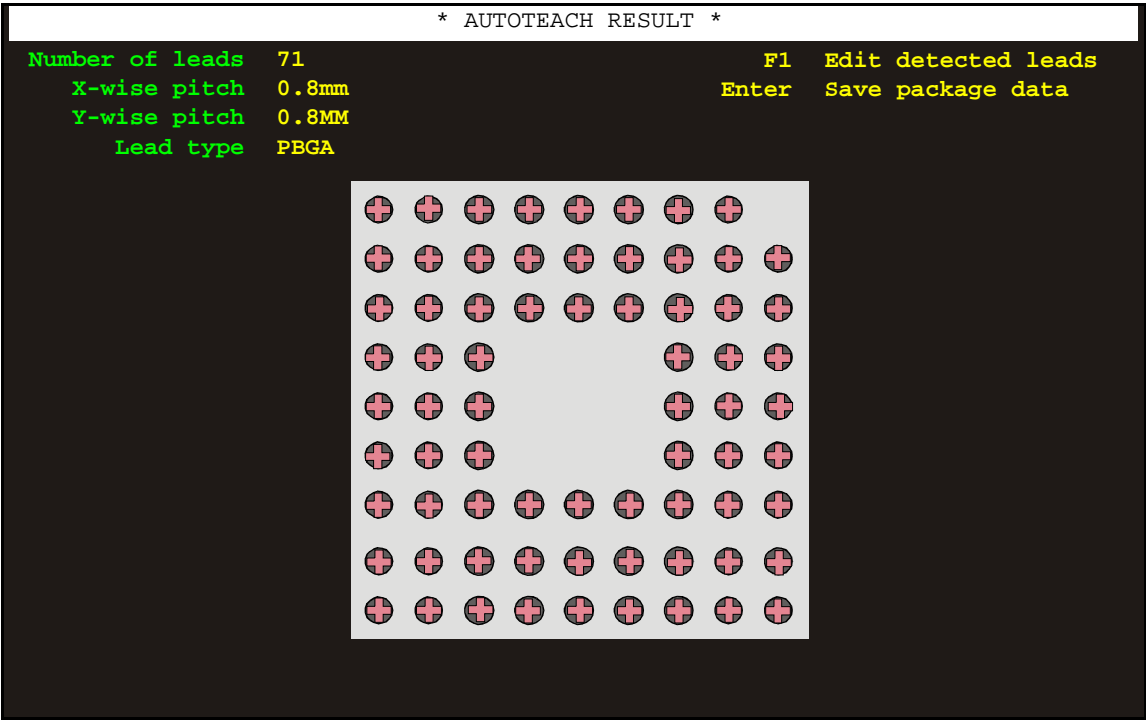 * AUTOTEACH RESULT *
Number of leads 71
X-wise pitch 0.8mm
Y-wise pitch 0.8MM
Lead type PBGA
F1 Edit detected leads
Enter Save package data